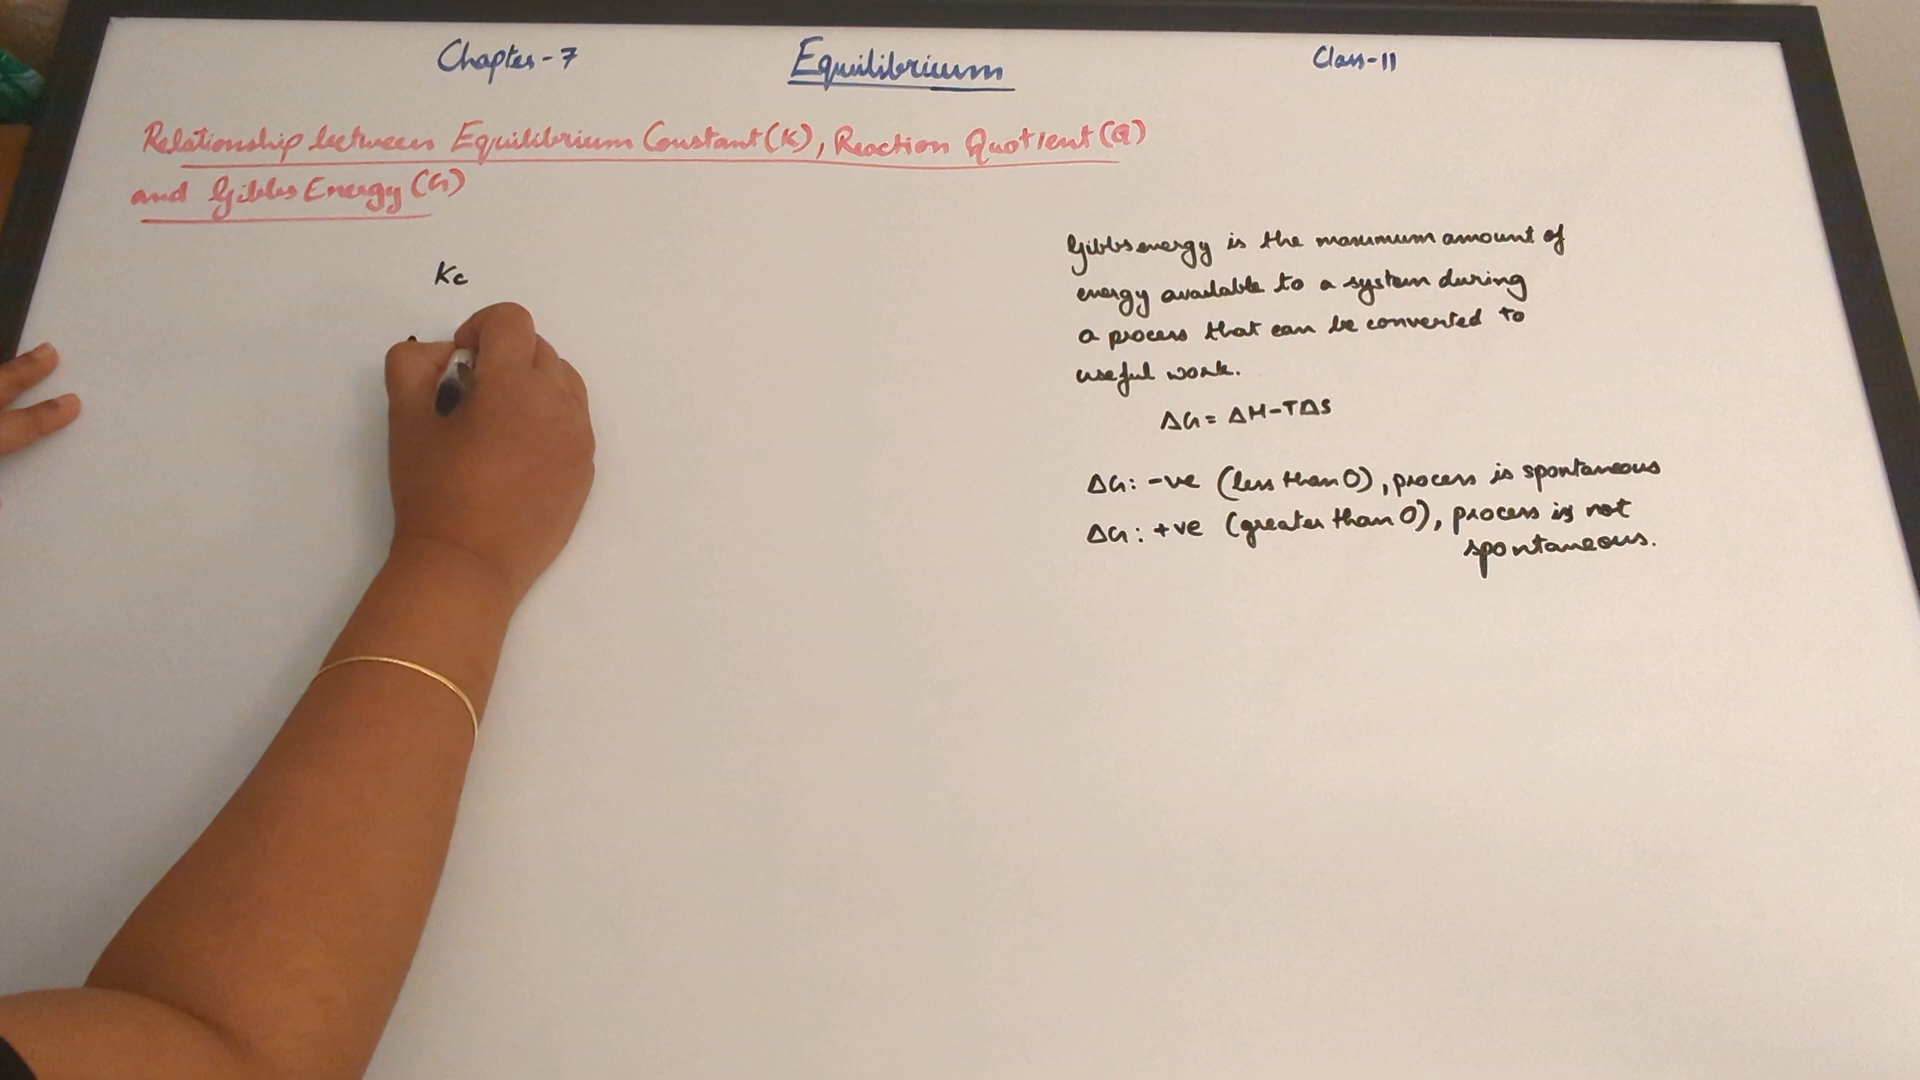 Chapter-7 Equilibrium Class-11
Relationship between Equilibrium Constant(K), Reaction Quotient(Q)
and Gibbs Energy(G)
Kc
Gibbs energy is the maximum amount of
energy available to a system during
a process that can be converted to
useful work.
ΔG = ΔH-TΔS
ΔG: -ve (less than 0), process is spontaneous
ΔG: +ve (greater than 0), process is not
spontaneous.